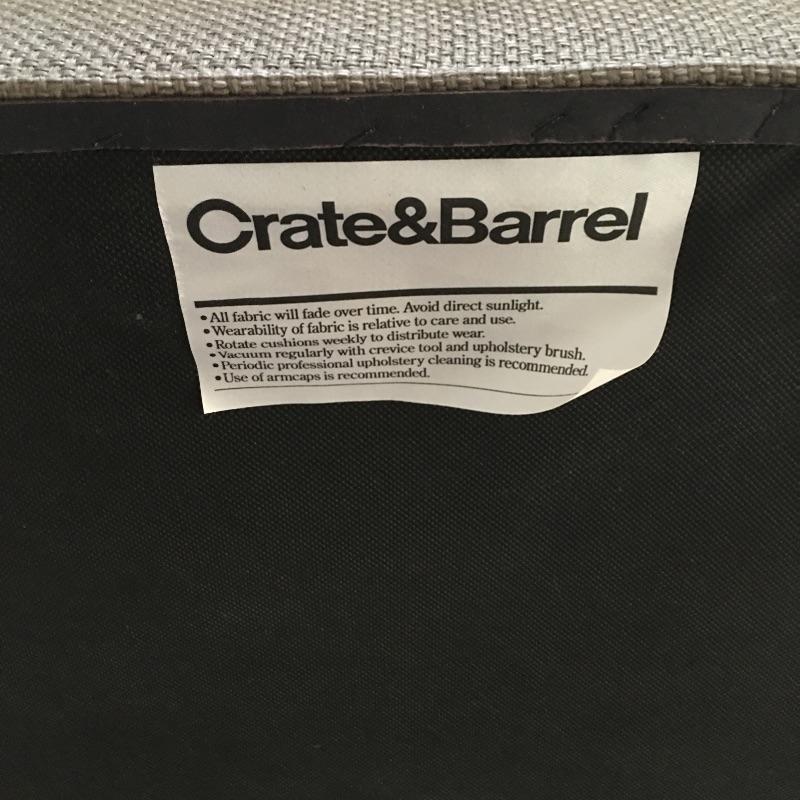 Crate&Barrel
• All fabric will fade over time. Avoid direct sunlight.
• Wearability of fabric is relative to care and use.
• Rotate cushions weekly to distribute wear.
• Vacuum regularly with crevice tool and upholstery brush.
• Periodic professional upholstery cleaning is recommended.
• Use of armcaps is recommended.